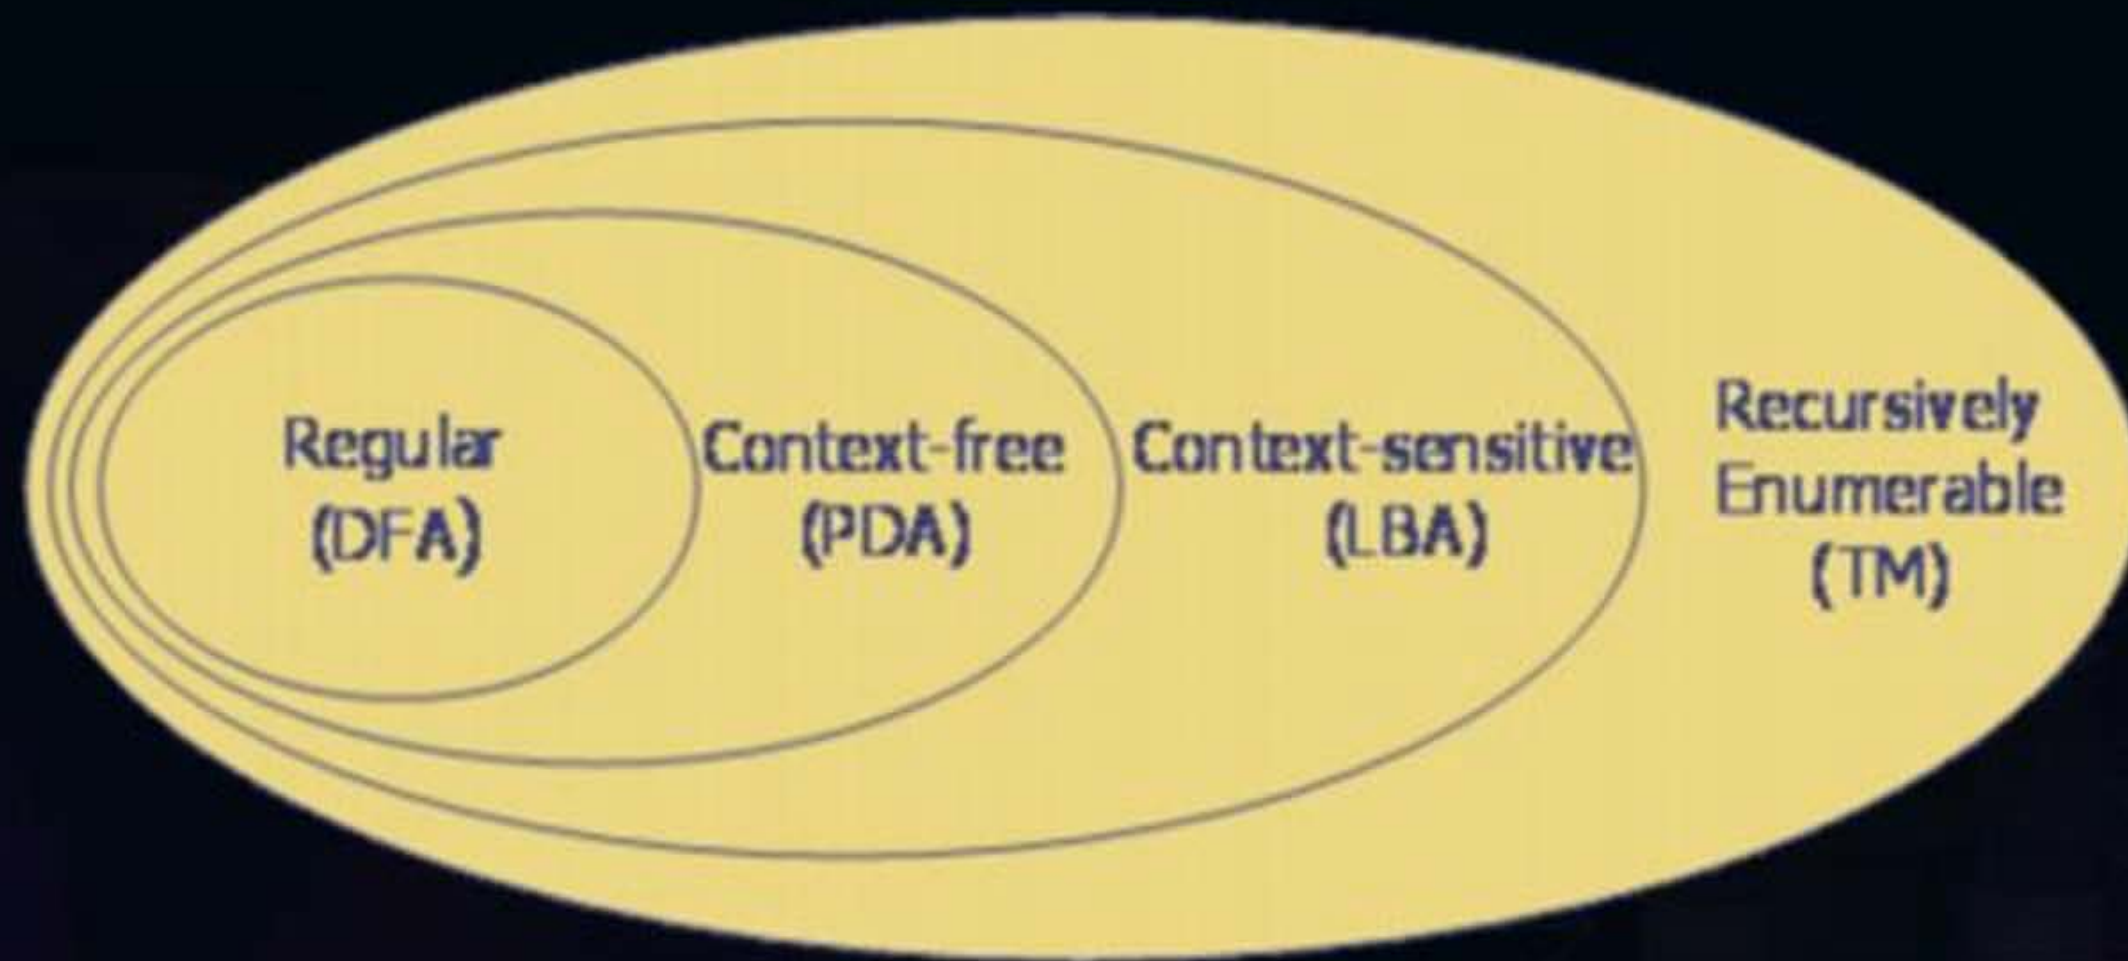 Regular
(DFA)
Context-free
(PDA)
Context-sensitive
(LBA)
Recursively
Enumerable
(TM)